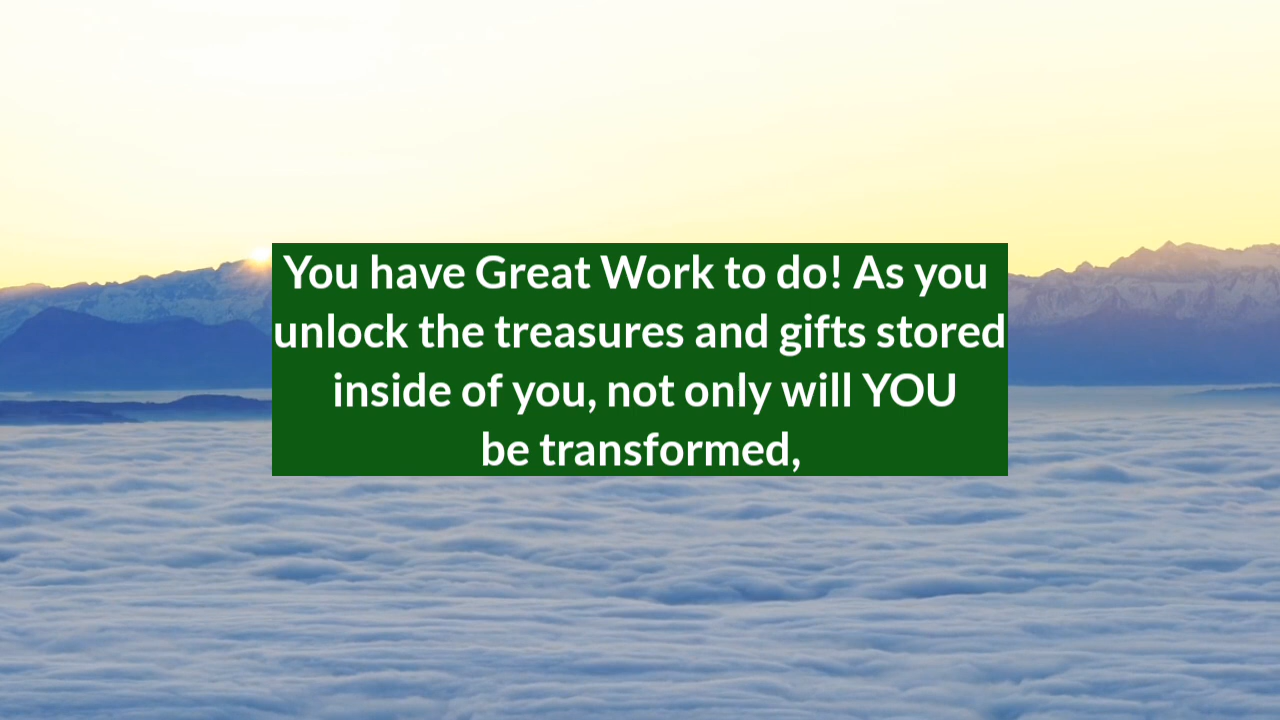 You have Great Work to do! As you
unlock the treasures and gifts stored
inside of you, not only will YOU
be transformed,